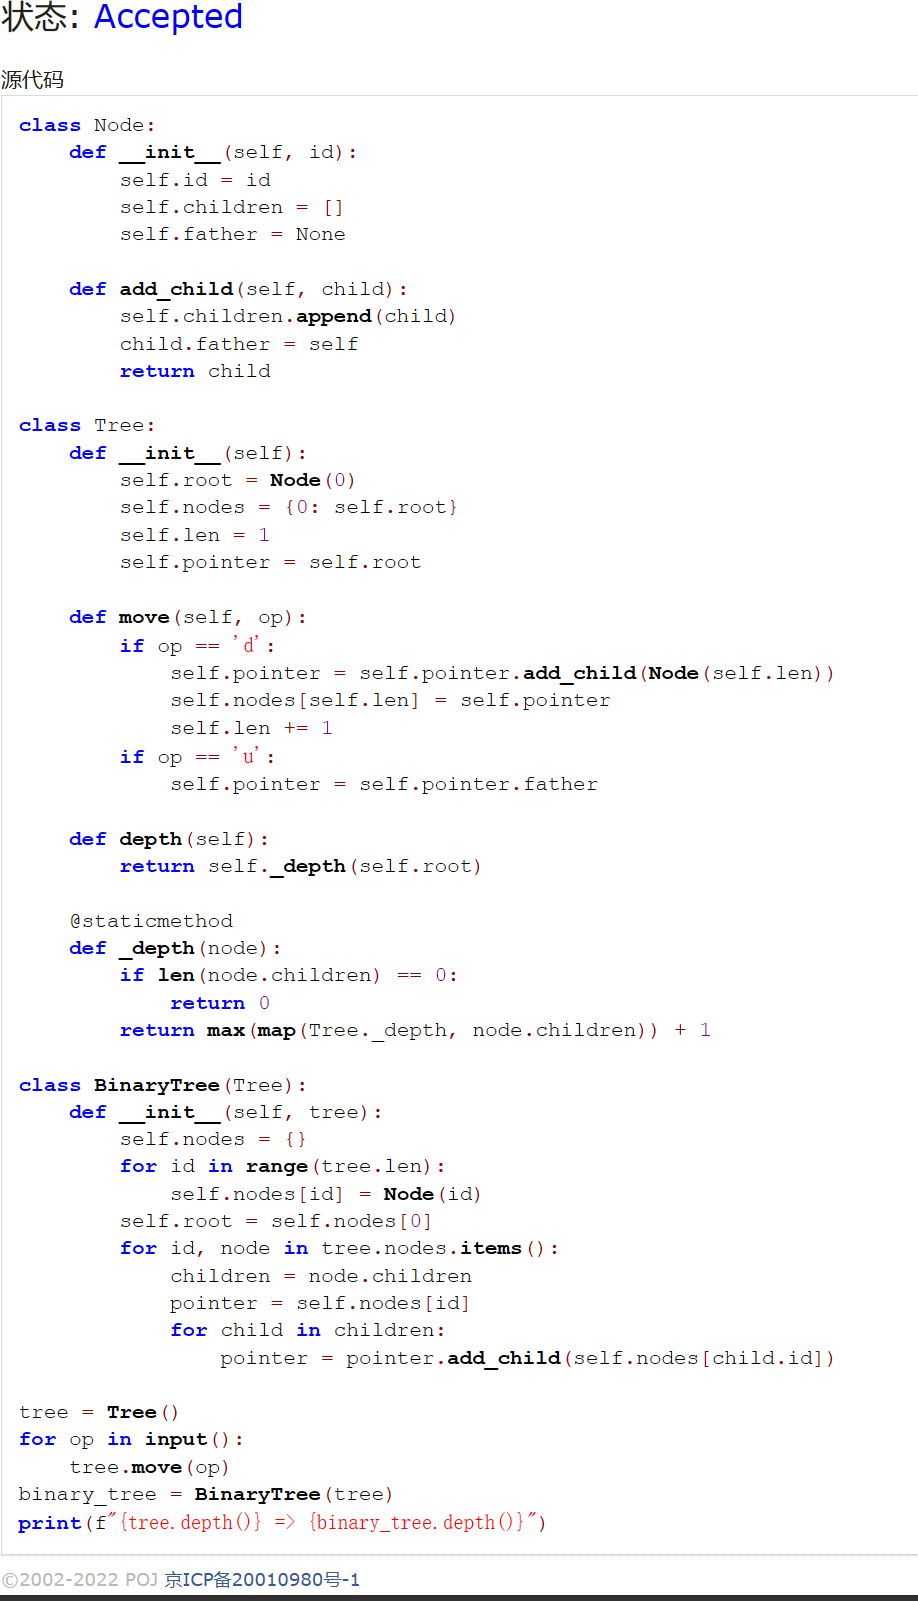 状态: Accepted
源代码
class Node:
    def __init__(self, id):
        self.id = id
        self.children = []
        self.father = None

    def add_child(self, child):
        self.children.append(child)
        child.father = self
        return child

class Tree:
    def __init__(self):
        self.root = Node(0)
        self.nodes = {0: self.root}
        self.len = 1
        self.pointer = self.root

    def move(self, op):
        if op == 'd':
            self.pointer = self.pointer.add_child(Node(self.len))
            self.nodes[self.len] = self.pointer
            self.len += 1
        if op == 'u':
            self.pointer = self.pointer.father

    def depth(self):
        return self._depth(self.root)

    @staticmethod
    def _depth(node):
        if len(node.children) == 0:
            return 0
        return max(map(Tree._depth, node.children)) + 1

class BinaryTree(Tree):
    def __init__(self, tree):
        self.nodes = {}
        for id in range(tree.len):
            self.nodes[id] = Node(id)
        self.root = self.nodes[0]
        for id, node in tree.nodes.items():
            children = node.children
            pointer = self.nodes[id]
            for child in children:
                pointer = pointer.add_child(self.nodes[child.id])

tree = Tree()
for op in input():
    tree.move(op)
binary_tree = BinaryTree(tree)
print(f"{tree.depth()} => {binary_tree.depth()}")
©2002-2022 POJ 京ICP备20010980号-1